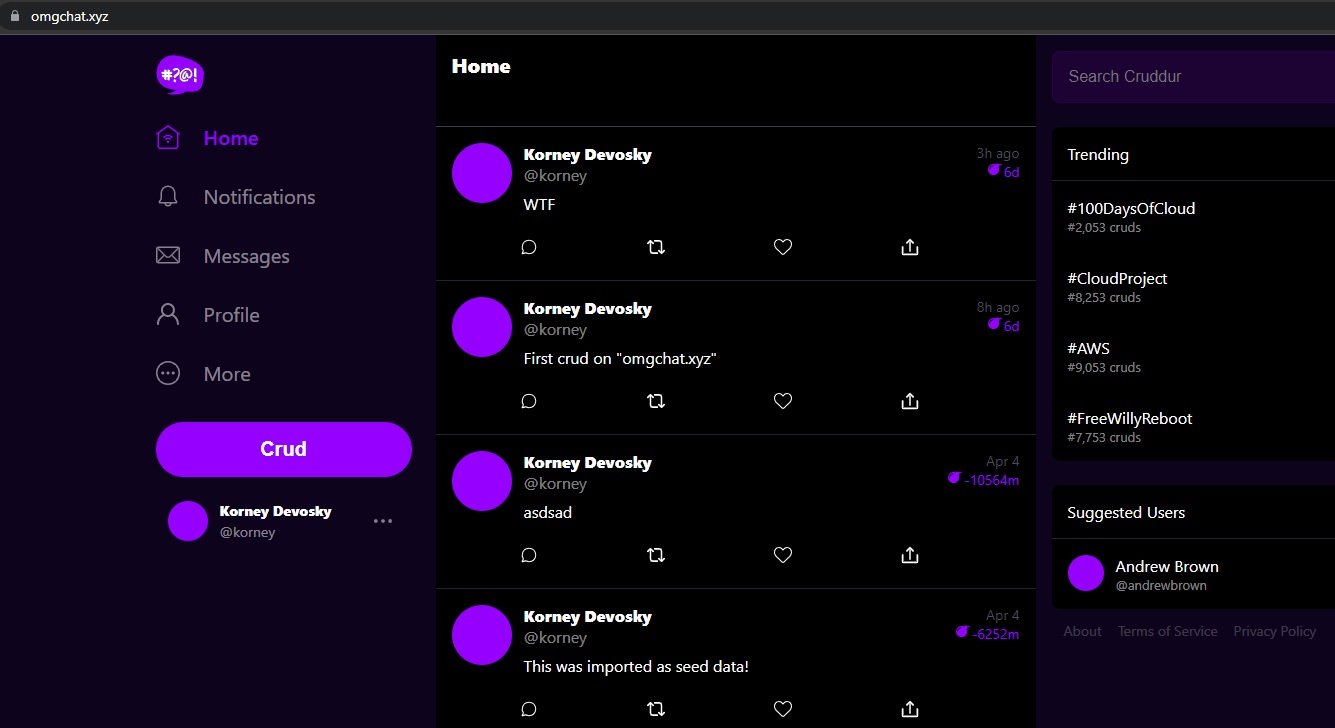 omgchat.xyz
#?@!
Home
Notifications
Messages
Profile
More
Crud
Korney Devosky
@korney
Home
Korney Devosky
@korney
3h ago
6d
WTF
Korney Devosky
@korney
8h ago
6d
First crud on "omgchat.xyz"
Korney Devosky
@korney
Apr 4
-10564m
asdsad
Korney Devosky
@korney
Apr 4
-6252m
This was imported as seed data!
Search Cruddur
Trending
#100DaysOfCloud
#2,053 cruds
#CloudProject
#8,253 cruds
#AWS
#9,053 cruds
#FreeWillyReboot
#7,753 cruds
Suggested Users
Andrew Brown
@andrewbrown
About Terms of Service Privacy Policy